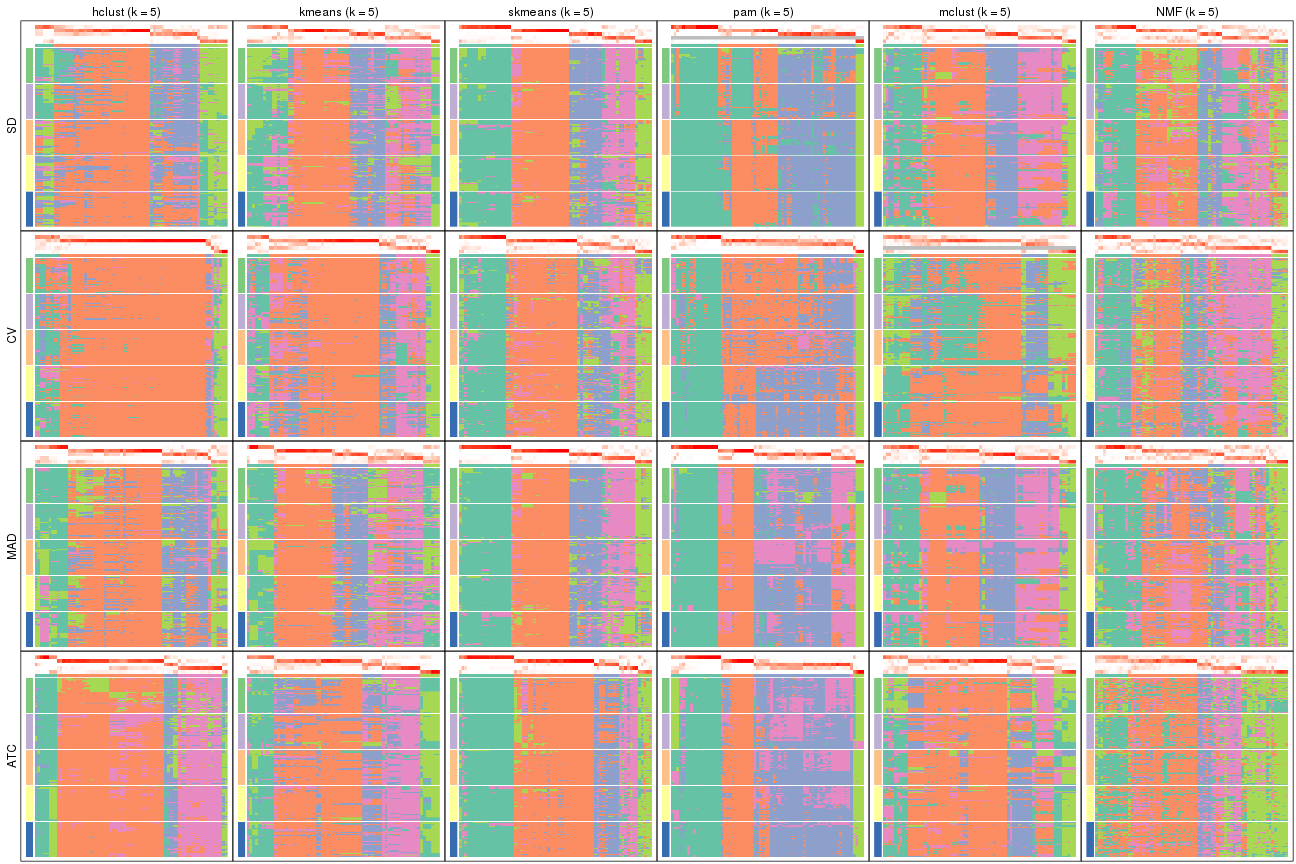 hclust (k = 5) kmeans (k = 5) skmeans (k = 5) pam (k = 5) mclust (k = 5) NMF (k = 5)
SD
CV
MAD
ATC